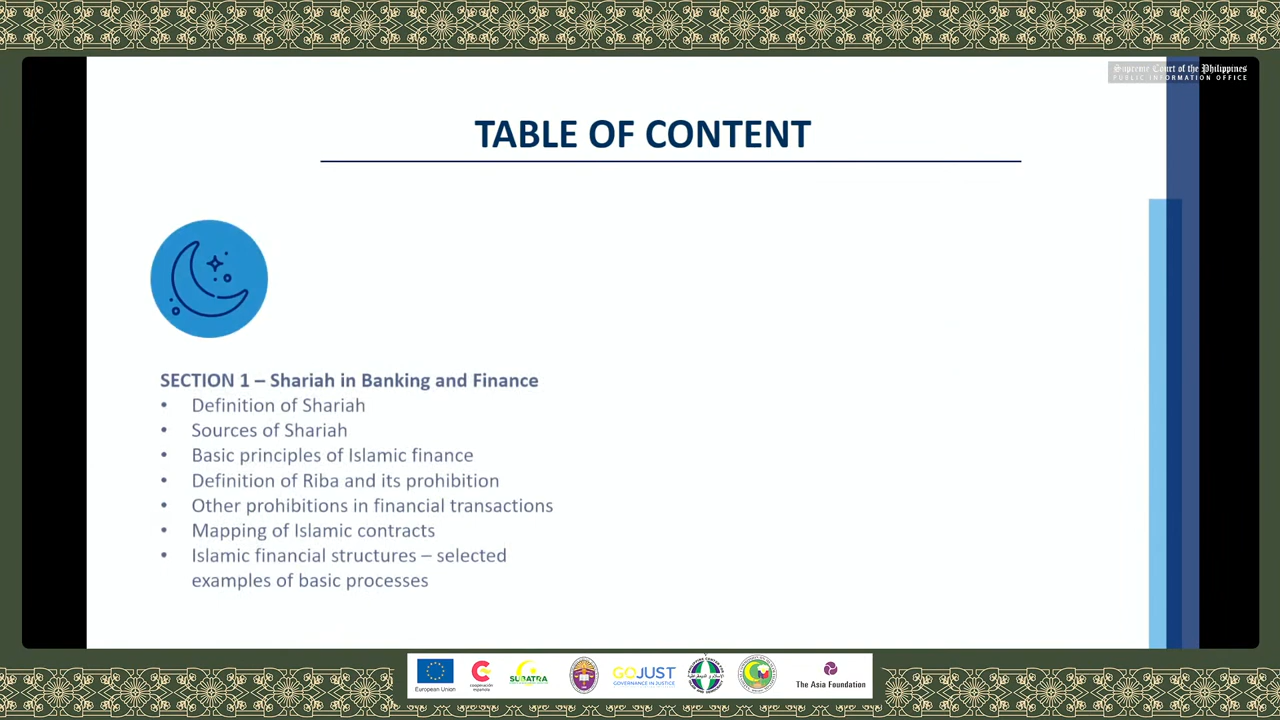 Supreme Court of the Philippines
PUBLIC INFORMATION OFFICE
TABLE OF CONTENT
SECTION 1 – Shariah in Banking and Finance
• Definition of Shariah
• Sources of Shariah
• Basic principles of Islamic finance
• Definition of Riba and its prohibition
• Other prohibitions in financial transactions
• Mapping of Islamic contracts
• Islamic financial structures – selected
examples of basic processes
European Union
cooperación
española
SUBATRA
GOJUST
GOVERNANCE IN JUSTICE
The Asia Foundation